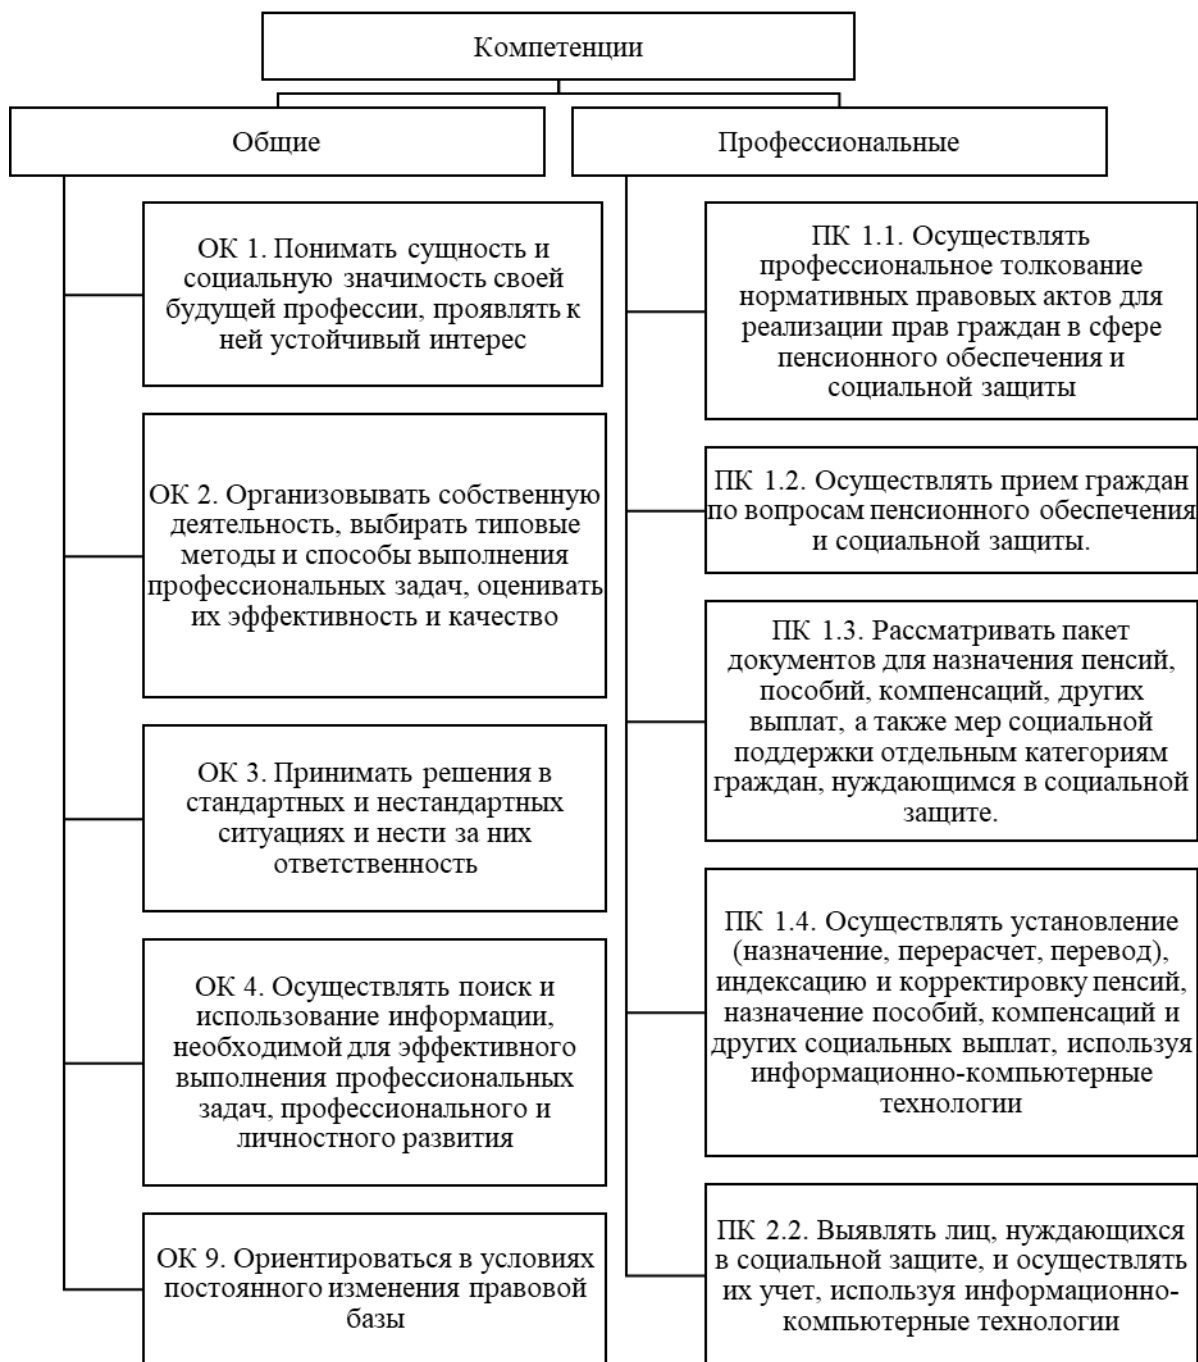 Компетенции
Общие
ОК 1. Понимать сущность и
социальную значимость своей
будущей профессии, проявлять к
ней устойчивый интерес
ОК 2. Организовывать собственную
деятельность, выбирать типовые
методы и способы выполнения
профессиональных задач, оценивать
их эффективность и качество
ОК 3. Принимать решения в
стандартных и нестандартных
ситуациях и нести за них
ответственность
ОК 4. Осуществлять поиск и
использование информации,
необходимой для эффективного
выполнения профессиональных
задач, профессионального и
личностного развития
ОК 9. Ориентироваться в условиях
постоянного изменения правовой
базы
Профессиональные
ПК 1.1. Осуществлять
профессиональное толкование
нормативных правовых актов для
реализации прав граждан в сфере
пенсионного обеспечения и
социальной защиты
ПК 1.2. Осуществлять прием граждан
по вопросам пенсионного обеспечения
и социальной защиты.
ПК 1.3. Рассматривать пакет
документов для назначения пенсий,
пособий, компенсаций, других
выплат, а также мер социальной
поддержки отдельным категориям
граждан, нуждающимся в социальной
защите.
ПК 1.4. Осуществлять установление
(назначение, перерасчет, перевод),
индексацию и корректировку пенсий,
назначение пособий, компенсаций и
других социальных выплат, используя
информационно-компьютерные
технологии
ПК 2.2. Выявлять лиц, нуждающихся
в социальной защите, и осуществлять
их учет, используя информационно-
компьютерные технологии